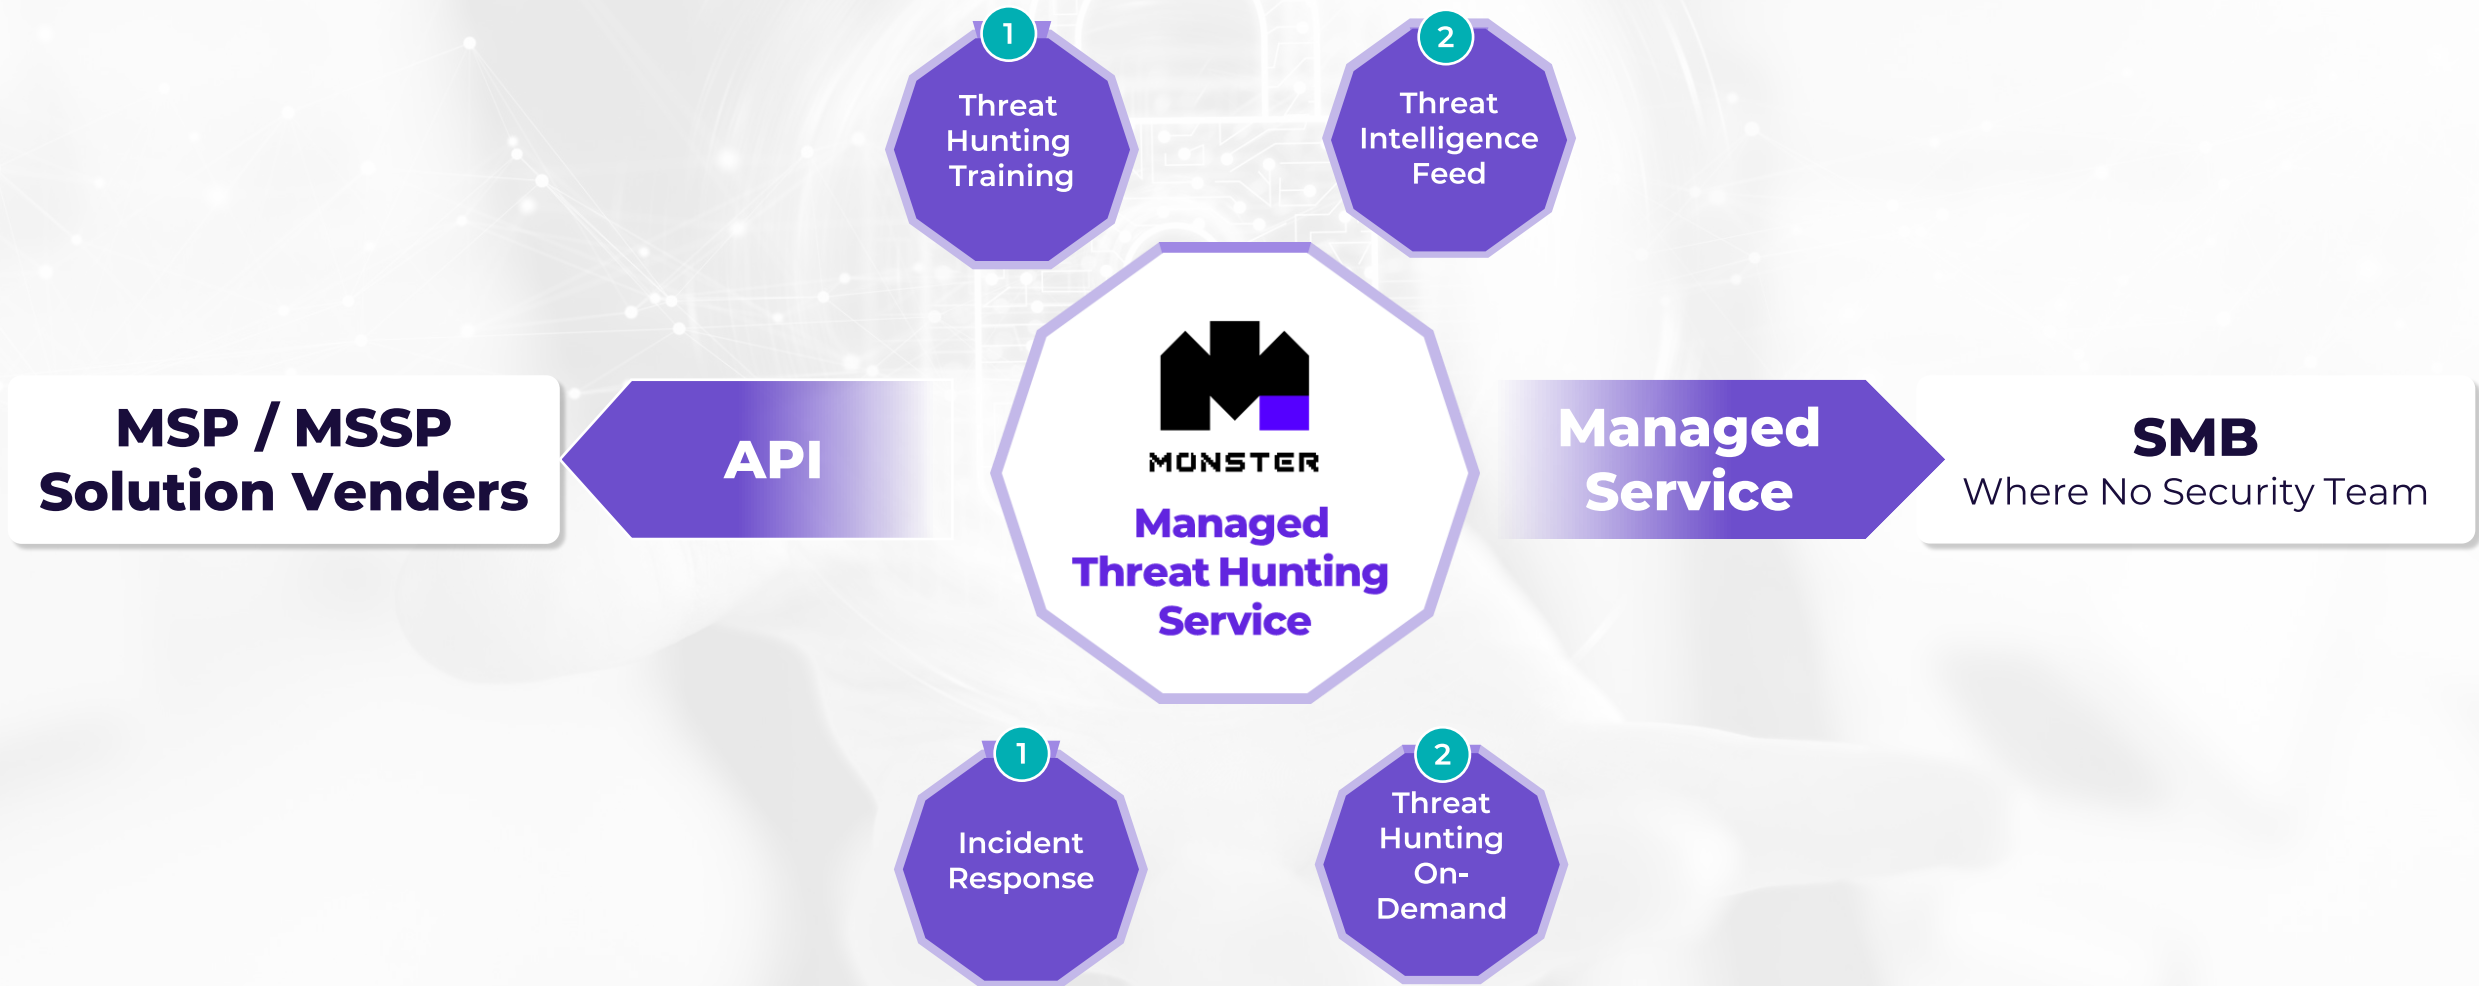 1
Threat
Hunting
Training
2
Threat
Intelligence
Feed
MSP / MSSP
Solution Venders
API
MONSTER
Managed
Threat Hunting
Service
Managed
Service
SMB
Where No Security Team
1
Incident
Response
2
Threat
Hunting
On-
Demand